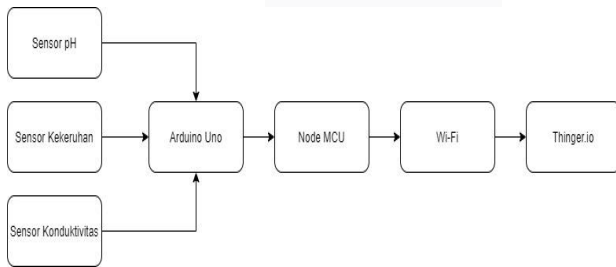 Sensor pH
Sensor Kekeruhan
Arduino Uno
Node MCU
Wi-Fi
Thinger.io
Sensor Konduktivitas